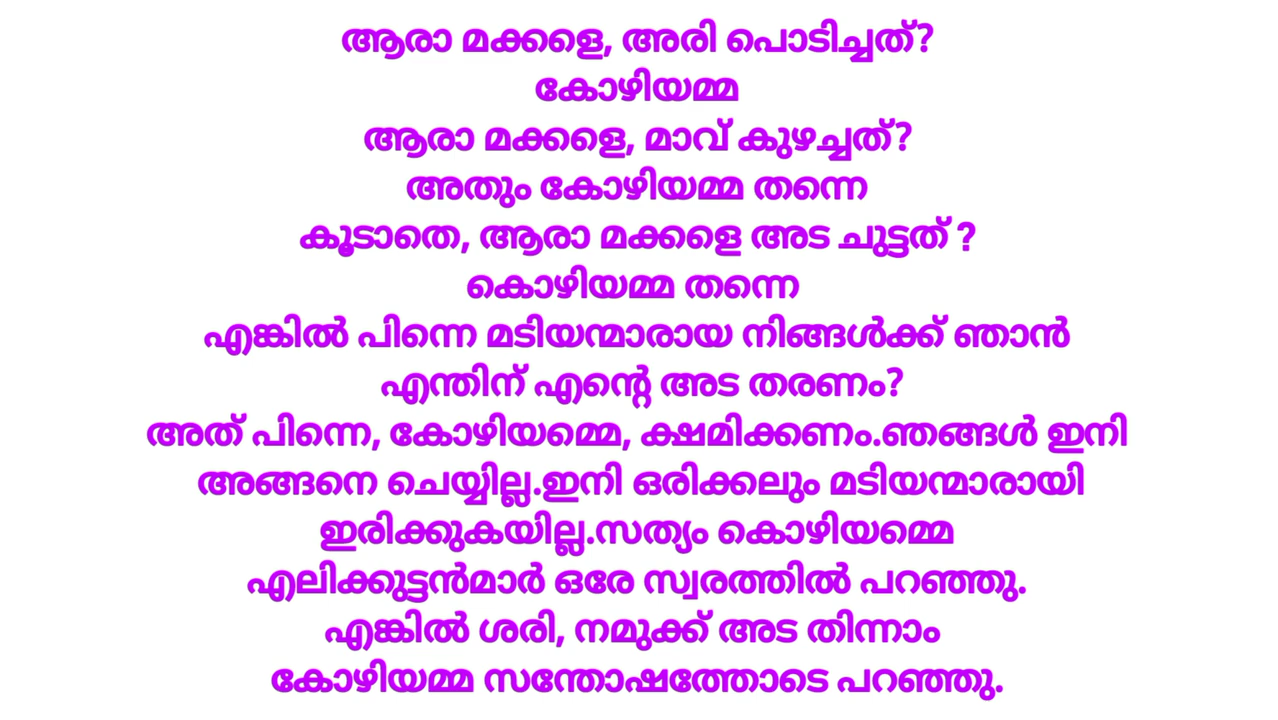 ആരാ മക്കളെ, അരി പൊടിച്ചത്?
കോഴിയമ്മ
ആരാ മക്കളെ, മാവ് കുഴച്ചത്?
അതും കോഴിയമ്മ തന്നെ
കൂടാതെ, ആരാ മക്കളെ അട ചുട്ടത് ?
കൊഴിയമ്മ തന്നെ
എങ്കിൽ പിന്നെ മടിയന്മാരായ നിങ്ങൾക്ക് ഞാൻ
എന്തിന് എന്റെ അട തരണം?
അത് പിന്നെ, കോഴിയമ്മെ, ക്ഷമിക്കണം.ഞങ്ങൾ ഇനി
അങ്ങനെ ചെയ്യില്ല.ഇനി ഒരിക്കലും മടിയന്മാരായി
ഇരിക്കുകയില്ല.സത്യം കൊഴിയമ്മെ
എലിക്കുട്ടൻമാർ ഒരേ സ്വരത്തിൽ പറഞ്ഞു.
എങ്കിൽ ശരി, നമുക്ക് അട തിന്നാം
കോഴിയമ്മ സന്തോഷത്തോടെ പറഞ്ഞു.